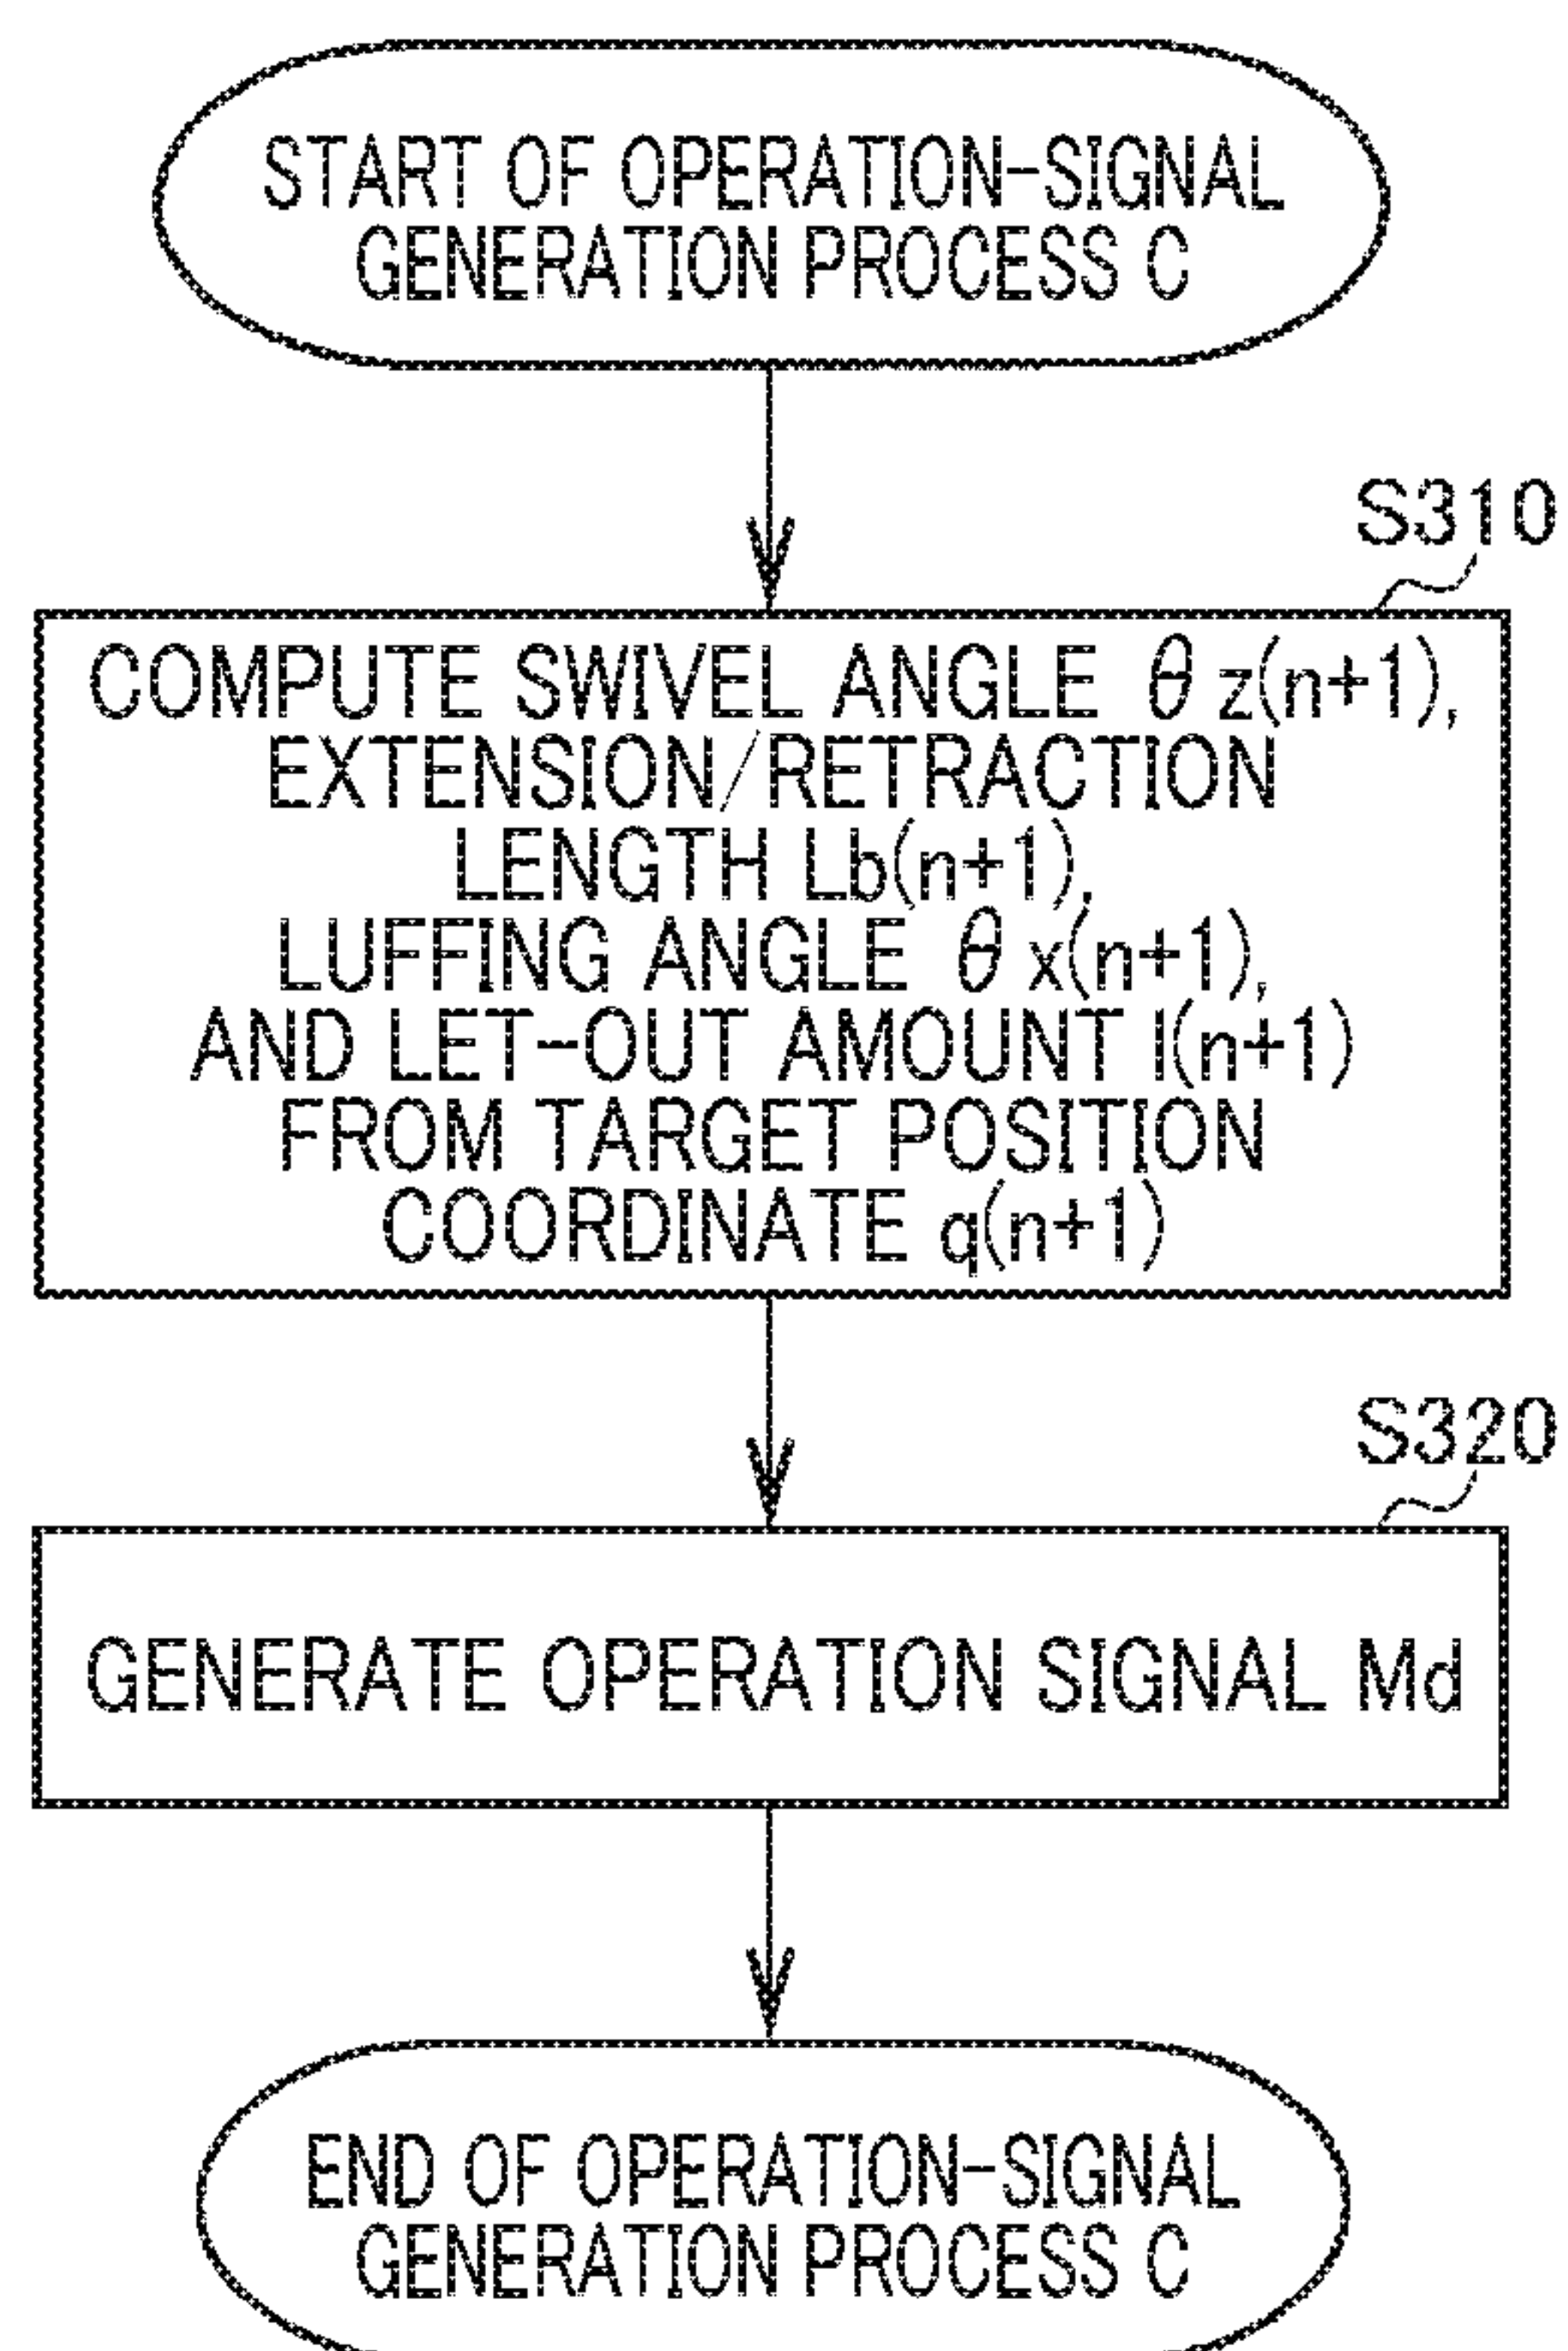 START OF OPERATION-SIGNAL
GENERATION PROCESS C
S310
COMPUTE SWIVEL ANGLE θz(n+1),
EXTENSION/RETRACTION
LENGTH Lb(n+1),
LUFFING ANGLE θx(n+1),
AND LET-OUT AMOUNT l(n+1)
FROM TARGET POSITION
COORDINATE q(n+1)
S320
GENERATE OPERATION SIGNAL Md
END OF OPERATION-SIGNAL
GENERATION PROCESS C